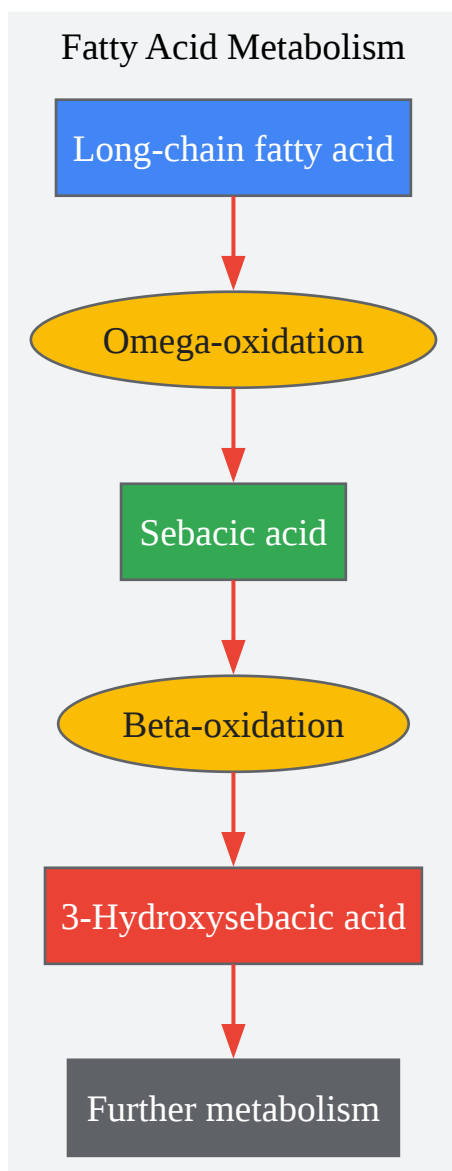 Fatty Acid Metabolism
Long-chain fatty acid
Omega-oxidation
Sebacic acid
Beta-oxidation
3-Hydroxysebacic acid
Further metabolism